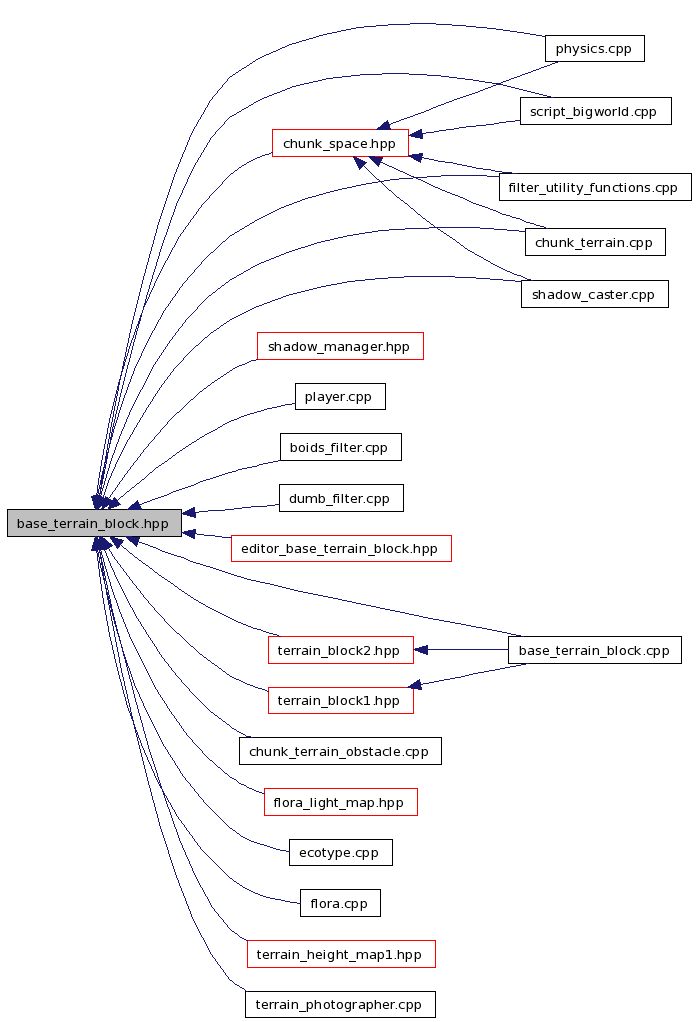 physics.cpp
script_bigworld.cpp
chunk_space.hpp
filter_utility_functions.cpp
chunk_terrain.cpp
shadow_caster.cpp
shadow_manager.hpp
player.cpp
boids_filter.cpp
dumb_filter.cpp
base_terrain_block.hpp
editor_base_terrain_block.hpp
terrain_block2.hpp
base_terrain_block.cpp
terrain_block1.hpp
chunk_terrain_obstacle.cpp
flora_light_map.hpp
ecotype.cpp
flora.cpp
terrain_height_map1.hpp
terrain_photographer.cpp